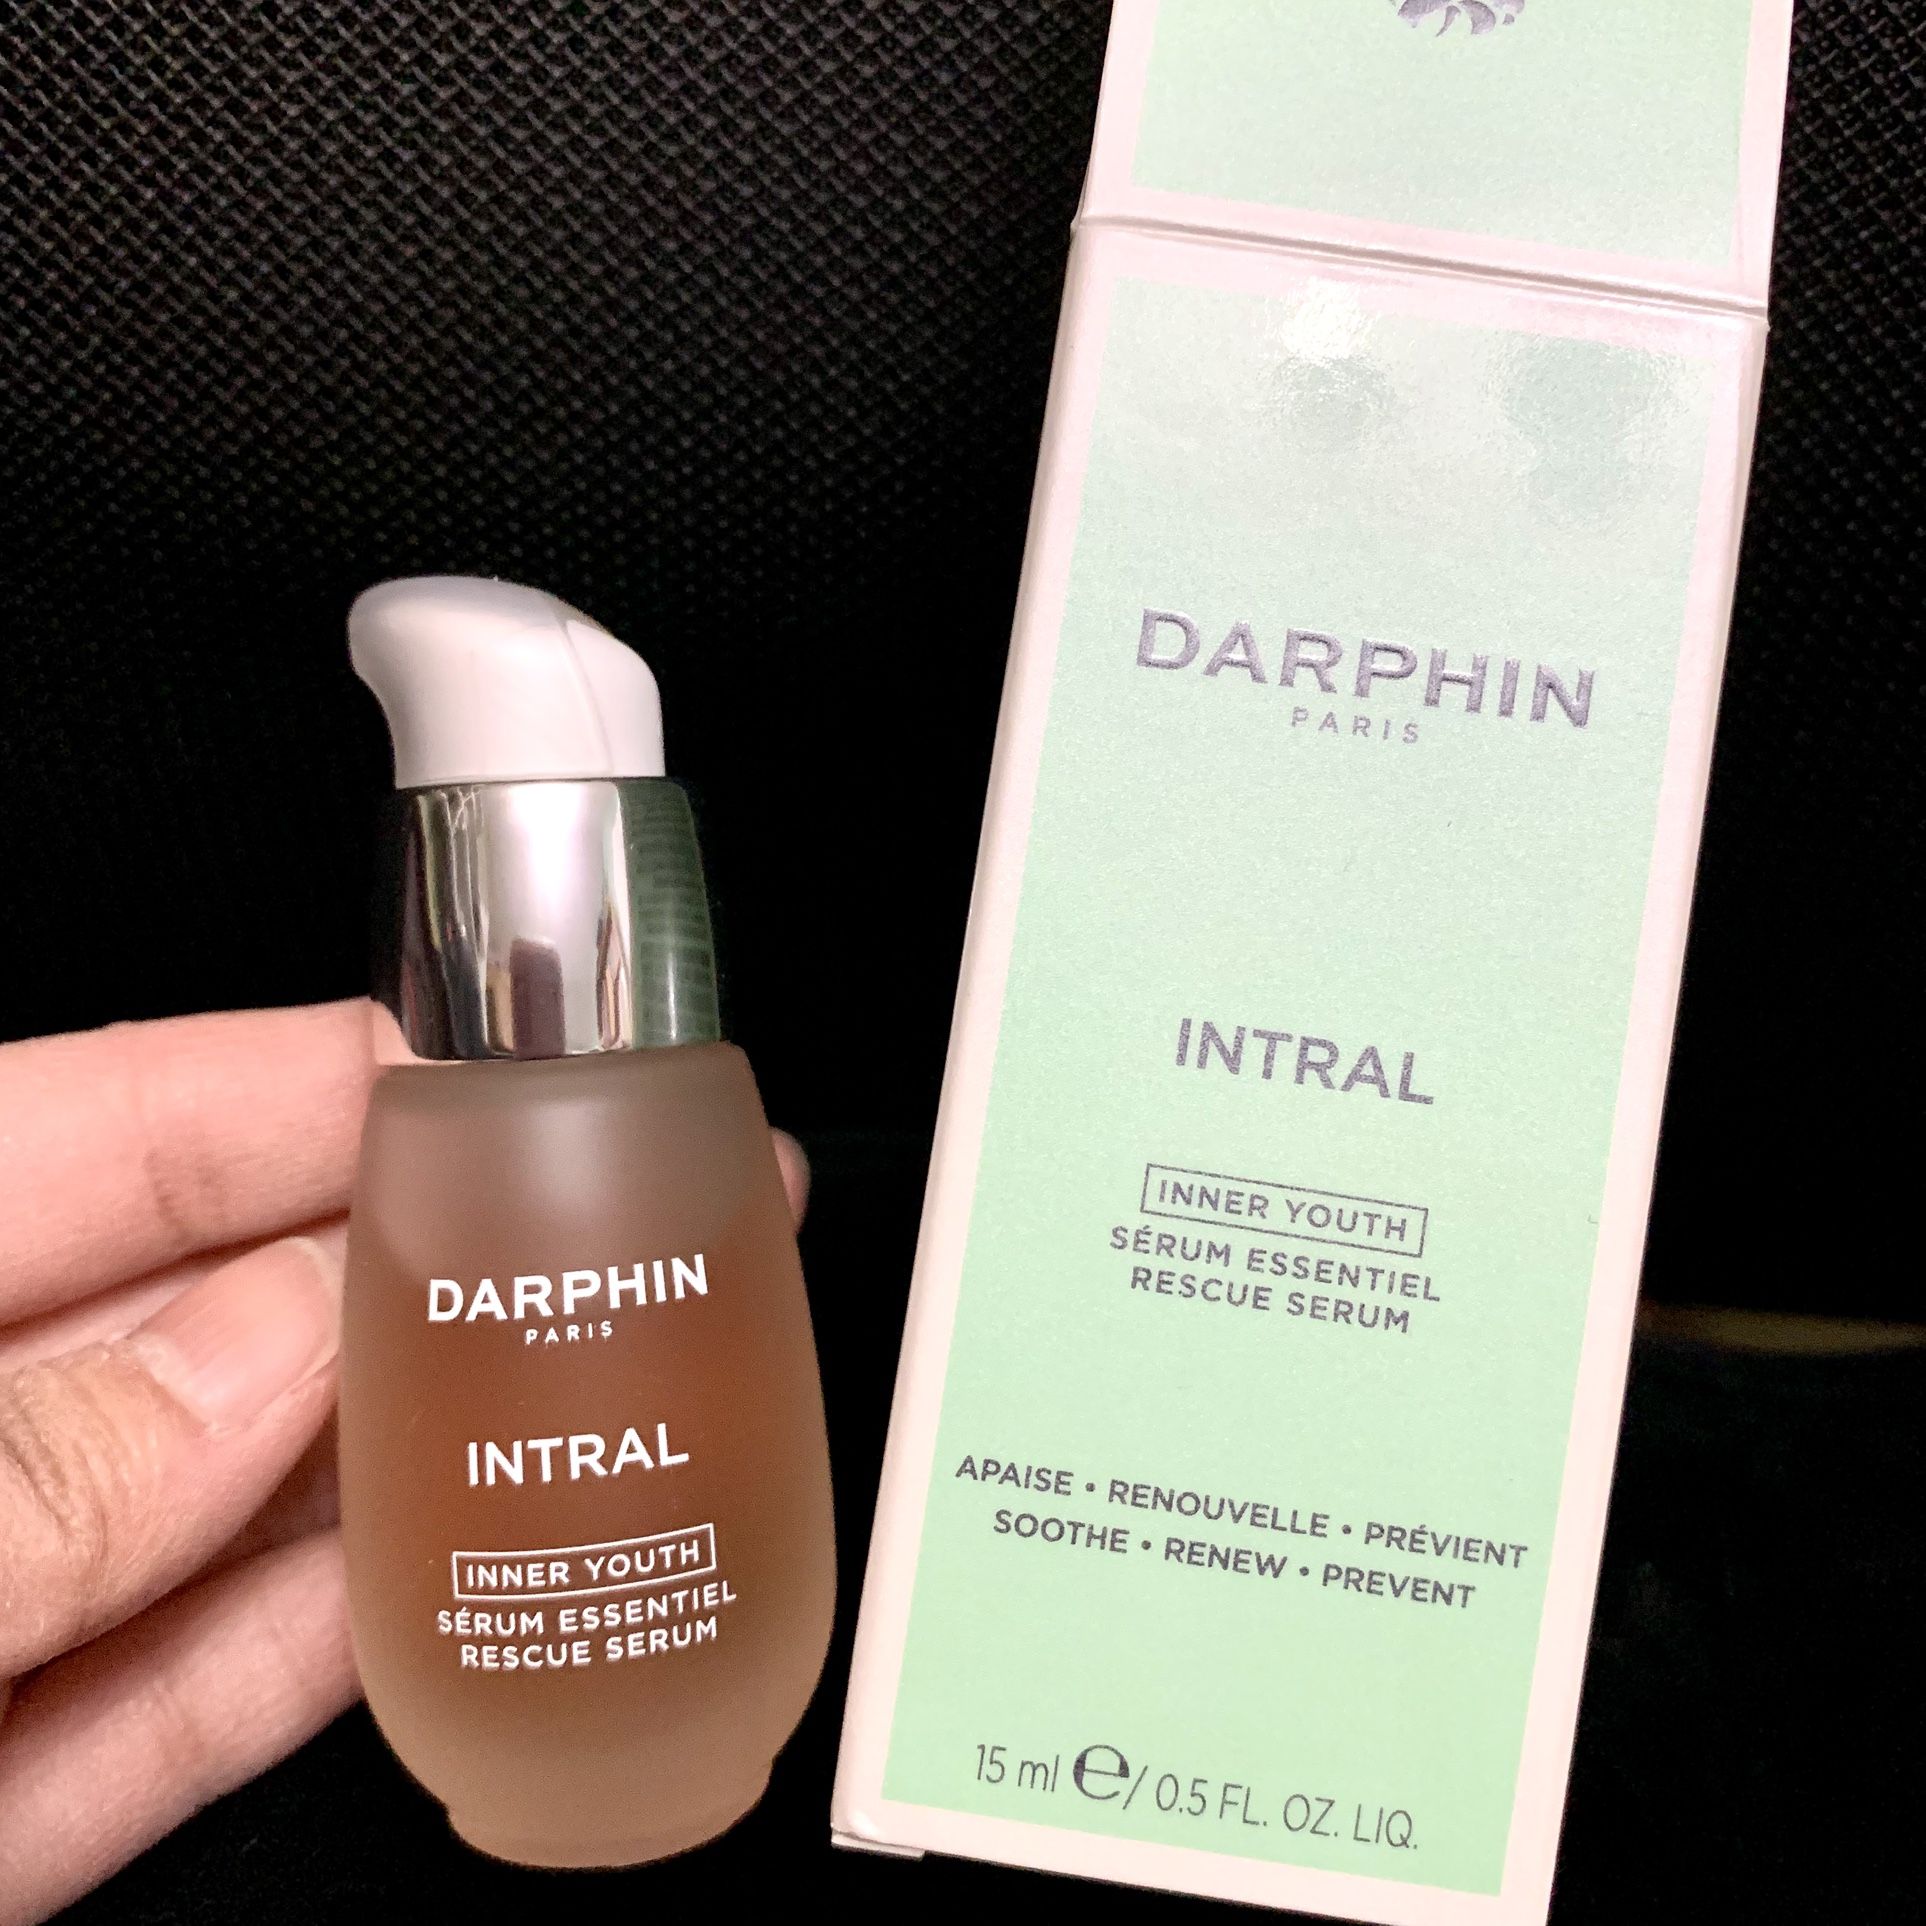 DARPHIN
PARIS
INTRAL
INNER YOUTH
SÉRUM ESSENTIEL
RESCUE SERUM
DARPHIN
PARIS
INTRAL
INNER YOUTH
SÉRUM ESSENTIEL
RESCUE SERUM
APAISE • RENOUVELLE • PRÉVIENT
SOOTHE • RENEW • PREVENT
15 ml ℮/ 0.5 FL. OZ. LIQ.